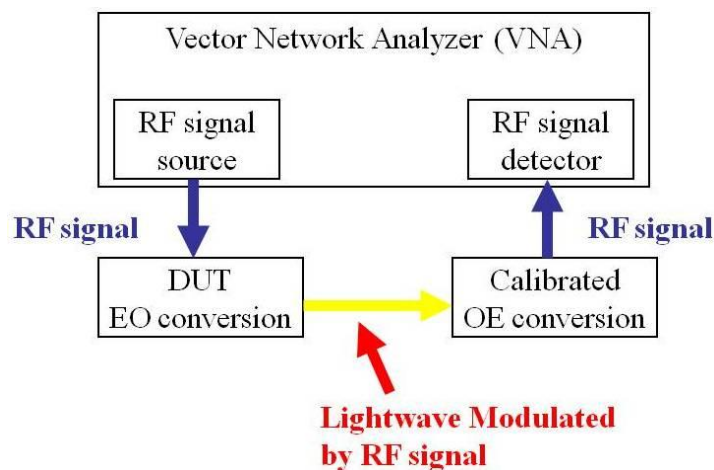 Vector Network Analyzer (VNA)
RF signal
source
RF signal
detector
RF signal
RF signal
DUT
EO conversion
Calibrated
OE conversion
Lightwave Modulated
by RF signal